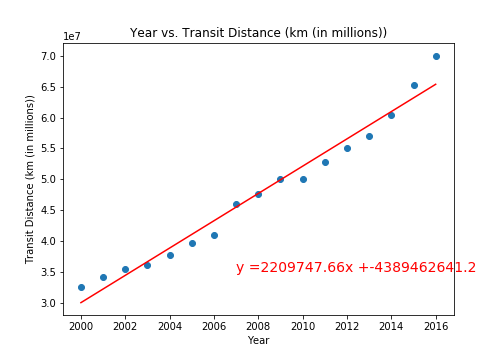 Year vs. Transit Distance (km (in millions))
1e7
7.0
6.5
6.0
5.5
5.0
4.5
4.0
3.5
3.0
Transit Distance (km (in millions))
y =2209747.66x +-4389462641.2
2000 2002 2004 2006 2008 2010 2012 2014 2016
Year